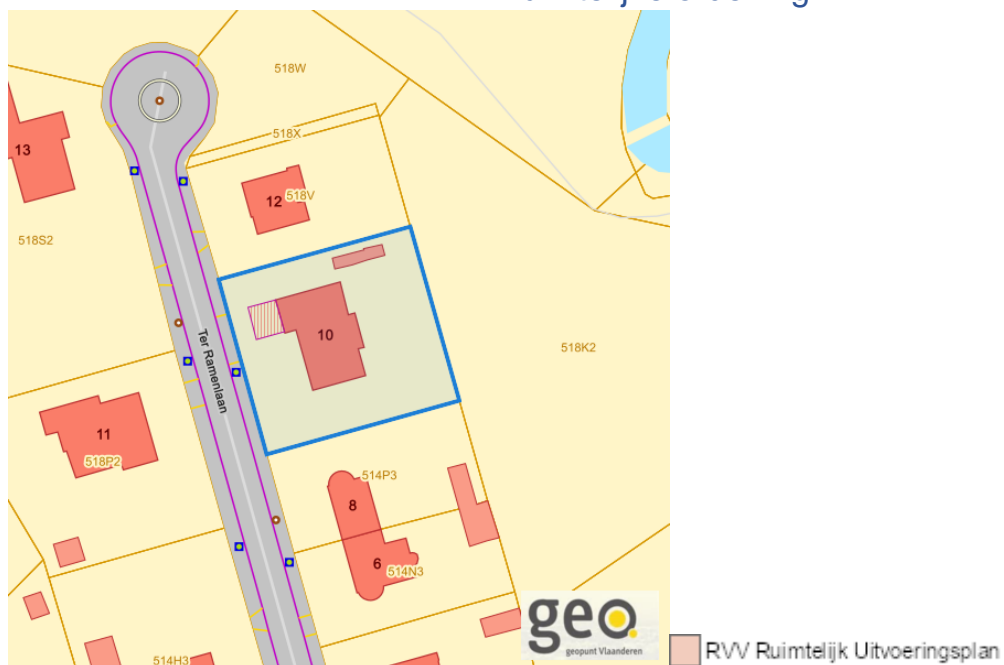 518W
518X
13
12
518V
518S2
10
Ter Ramenlaan
518K2
11
518P2
514P3
8
6
514N3
514H3
geo
geopunt Vlaanderen
RVV Ruimtelijk Uitvoeringsplan